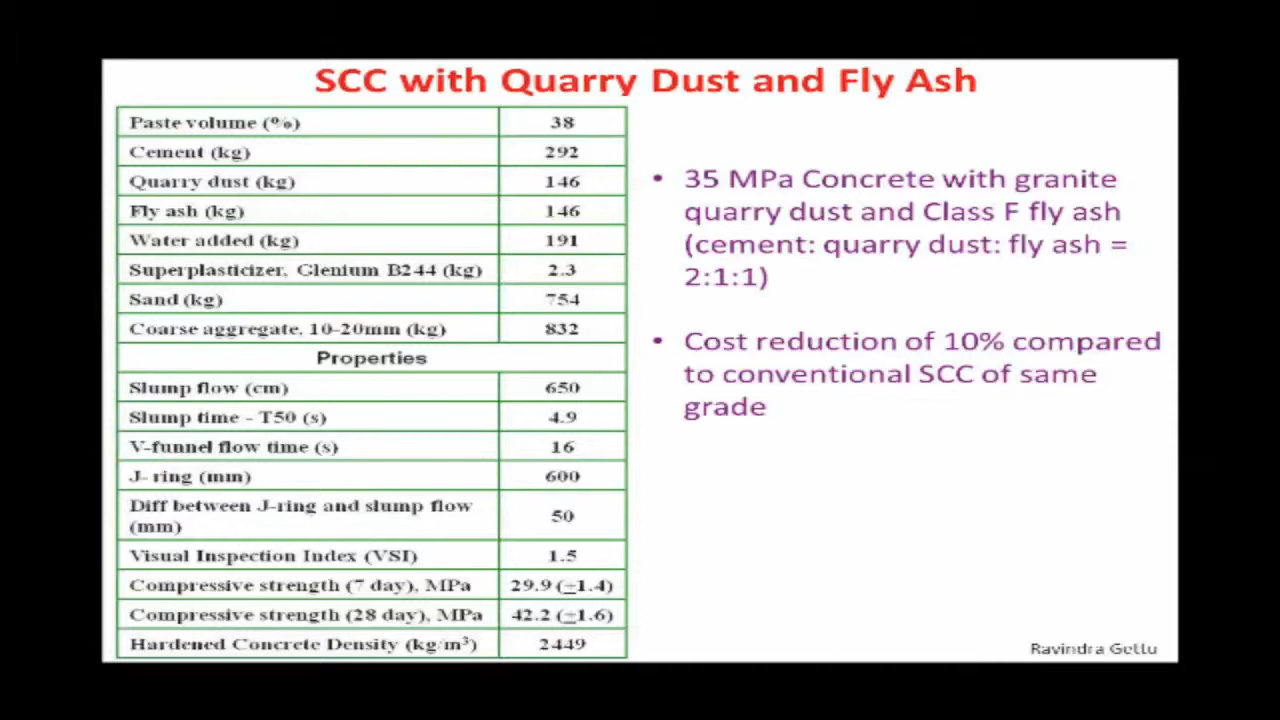 SCC with Quarry Dust and Fly Ash
Paste volume (%) 38
Cement (kg) 292
Quarry dust (kg) 146
Fly ash (kg) 146
Water added (kg) 191
Superplasticizer, Glenium B244 (kg) 2.3
Sand (kg) 754
Coarse aggregate, 10-20mm (kg) 832
Properties
Slump flow (cm) 650
Slump time - T50 (s) 4.9
V-funnel flow time (s) 16
J- ring (mm) 600
Diff between J-ring and slump flow
(mm) 50
Visual Inspection Index (VSI) 1.5
Compressive strength (7 day), MPa 29.9 (±1.4)
Compressive strength (28 day), MPa 42.2 (±1.6)
Hardened Concrete Density (kg/m³) 2449
• 35 MPa Concrete with granite
quarry dust and Class F fly ash
(cement: quarry dust: fly ash =
2:1:1)
• Cost reduction of 10% compared
to conventional SCC of same
grade
Ravindra Gettu